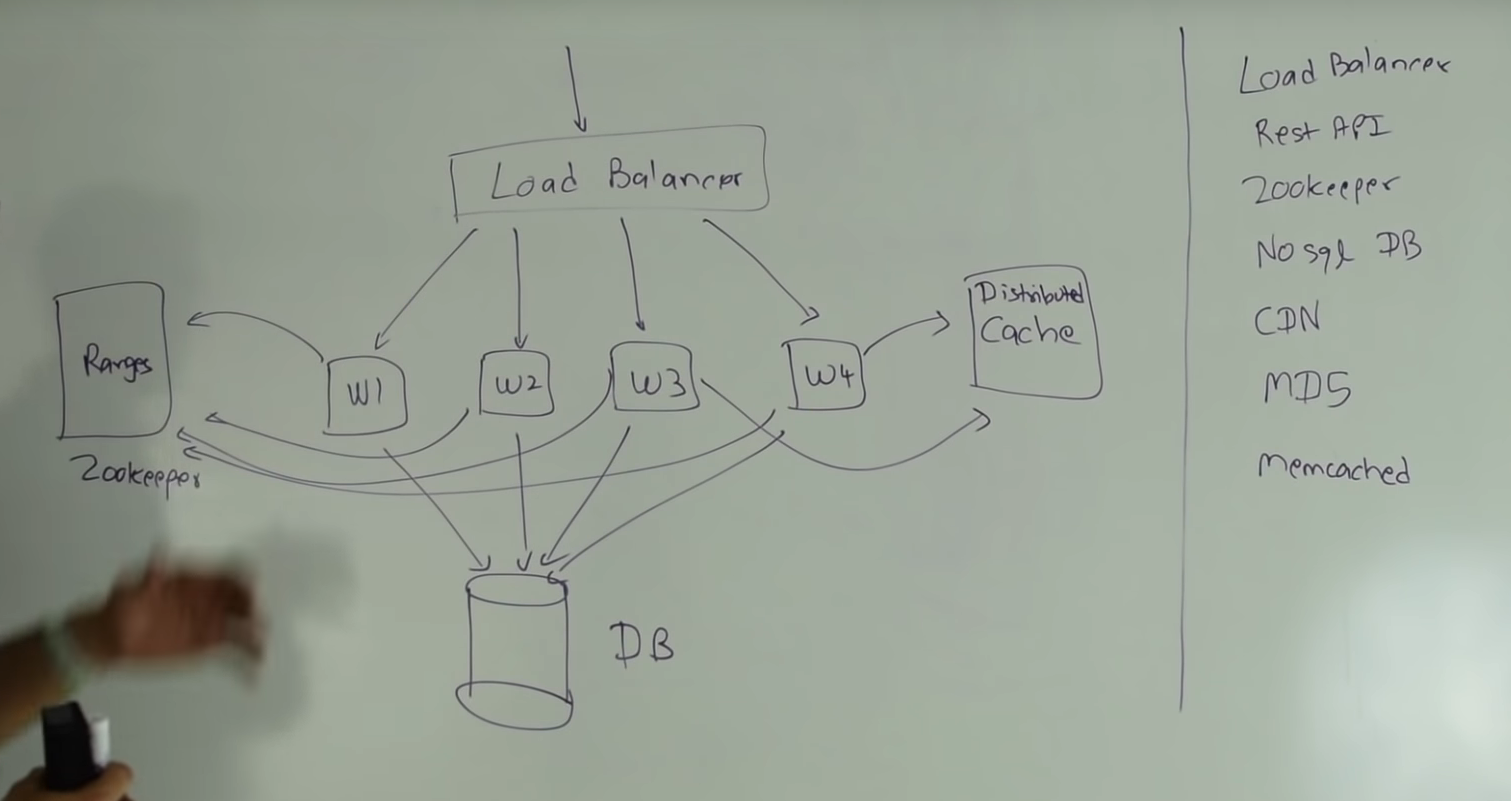 Load Balancer
Ranges
Zookeeper
W1
W2
W3
W4
Distributed
Cache
DB
Load Balancer
Rest API
Zookeeper
No sql DB
CDN
MD5
Memcached